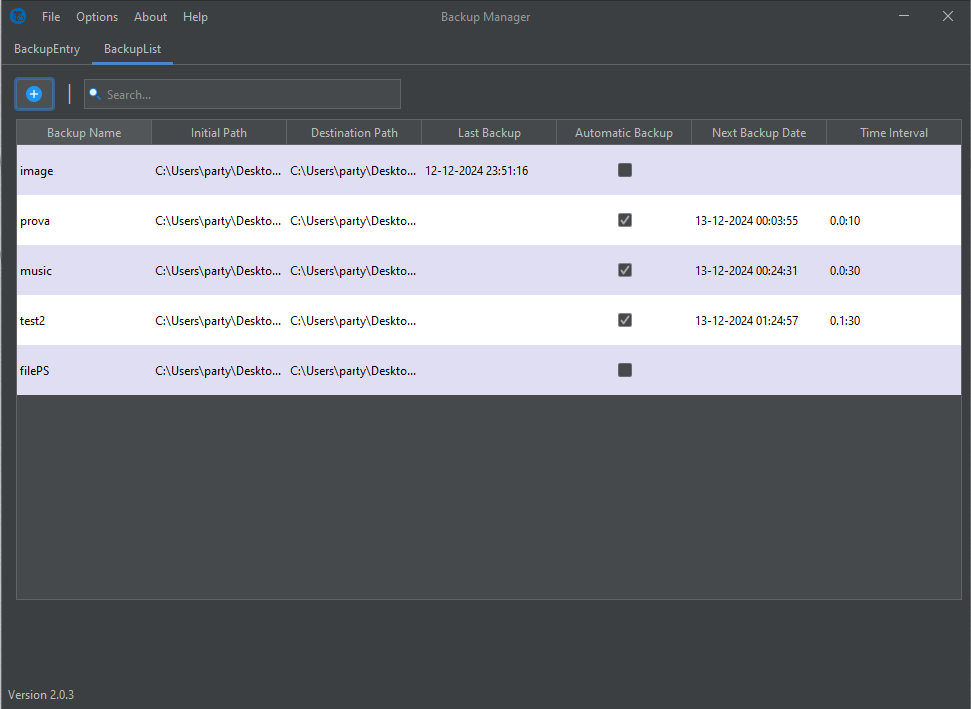 File Options About Help Backup Manager
BackupEntry BackupList
Search...
Backup Name Initial Path Destination Path Last Backup Automatic Backup Next Backup Date Time Interval
image C:\Users\party\Deskto... C:\Users\party\Deskto... 12-12-2024 23:51:16
prova C:\Users\party\Deskto... C:\Users\party\Deskto... 13-12-2024 00:03:55 0.0:10
music C:\Users\party\Deskto... C:\Users\party\Deskto... 13-12-2024 00:24:31 0.0:30
test2 C:\Users\party\Deskto... C:\Users\party\Deskto... 13-12-2024 01:24:57 0.1:30
filePS C:\Users\party\Deskto... C:\Users\party\Deskto...
Version 2.0.3